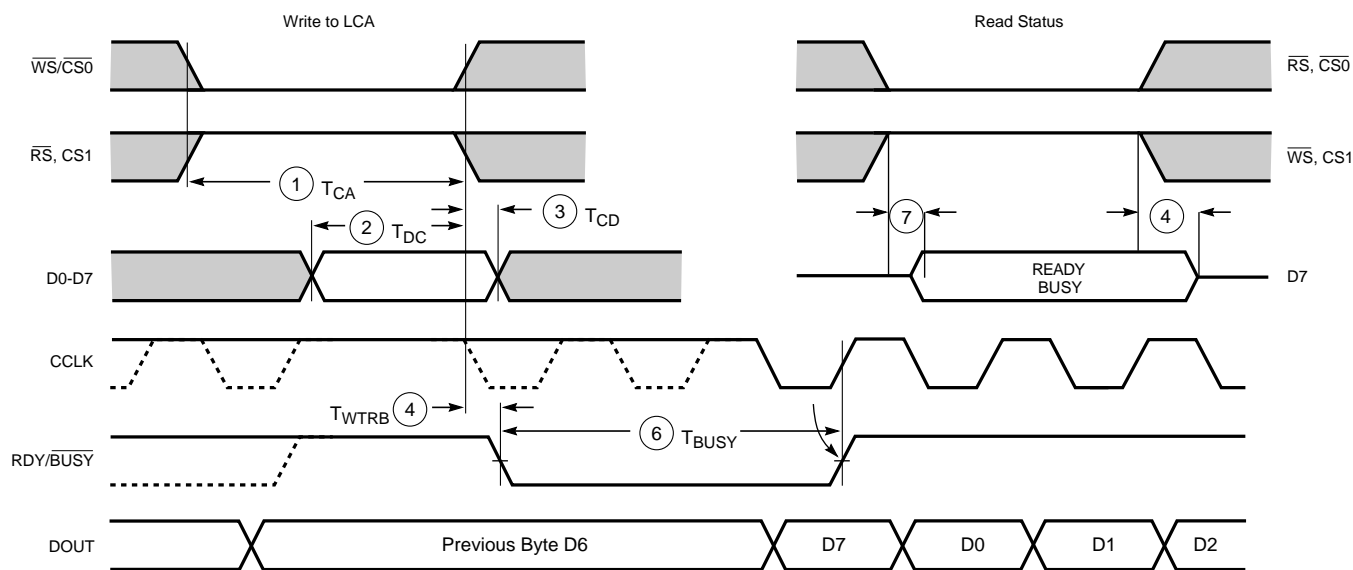 Write to LCA
Read Status
WS/CS0
RS, CS0
RS, CS1
WS, CS1
1 TCA
2 TDC
3 TCD
7
4
D0-D7
READY
BUSY
D7
CCLK
TWTRB 4
6 TBUSY
RDY/BUSY
DOUT
Previous Byte D6
D7
D0
D1
D2